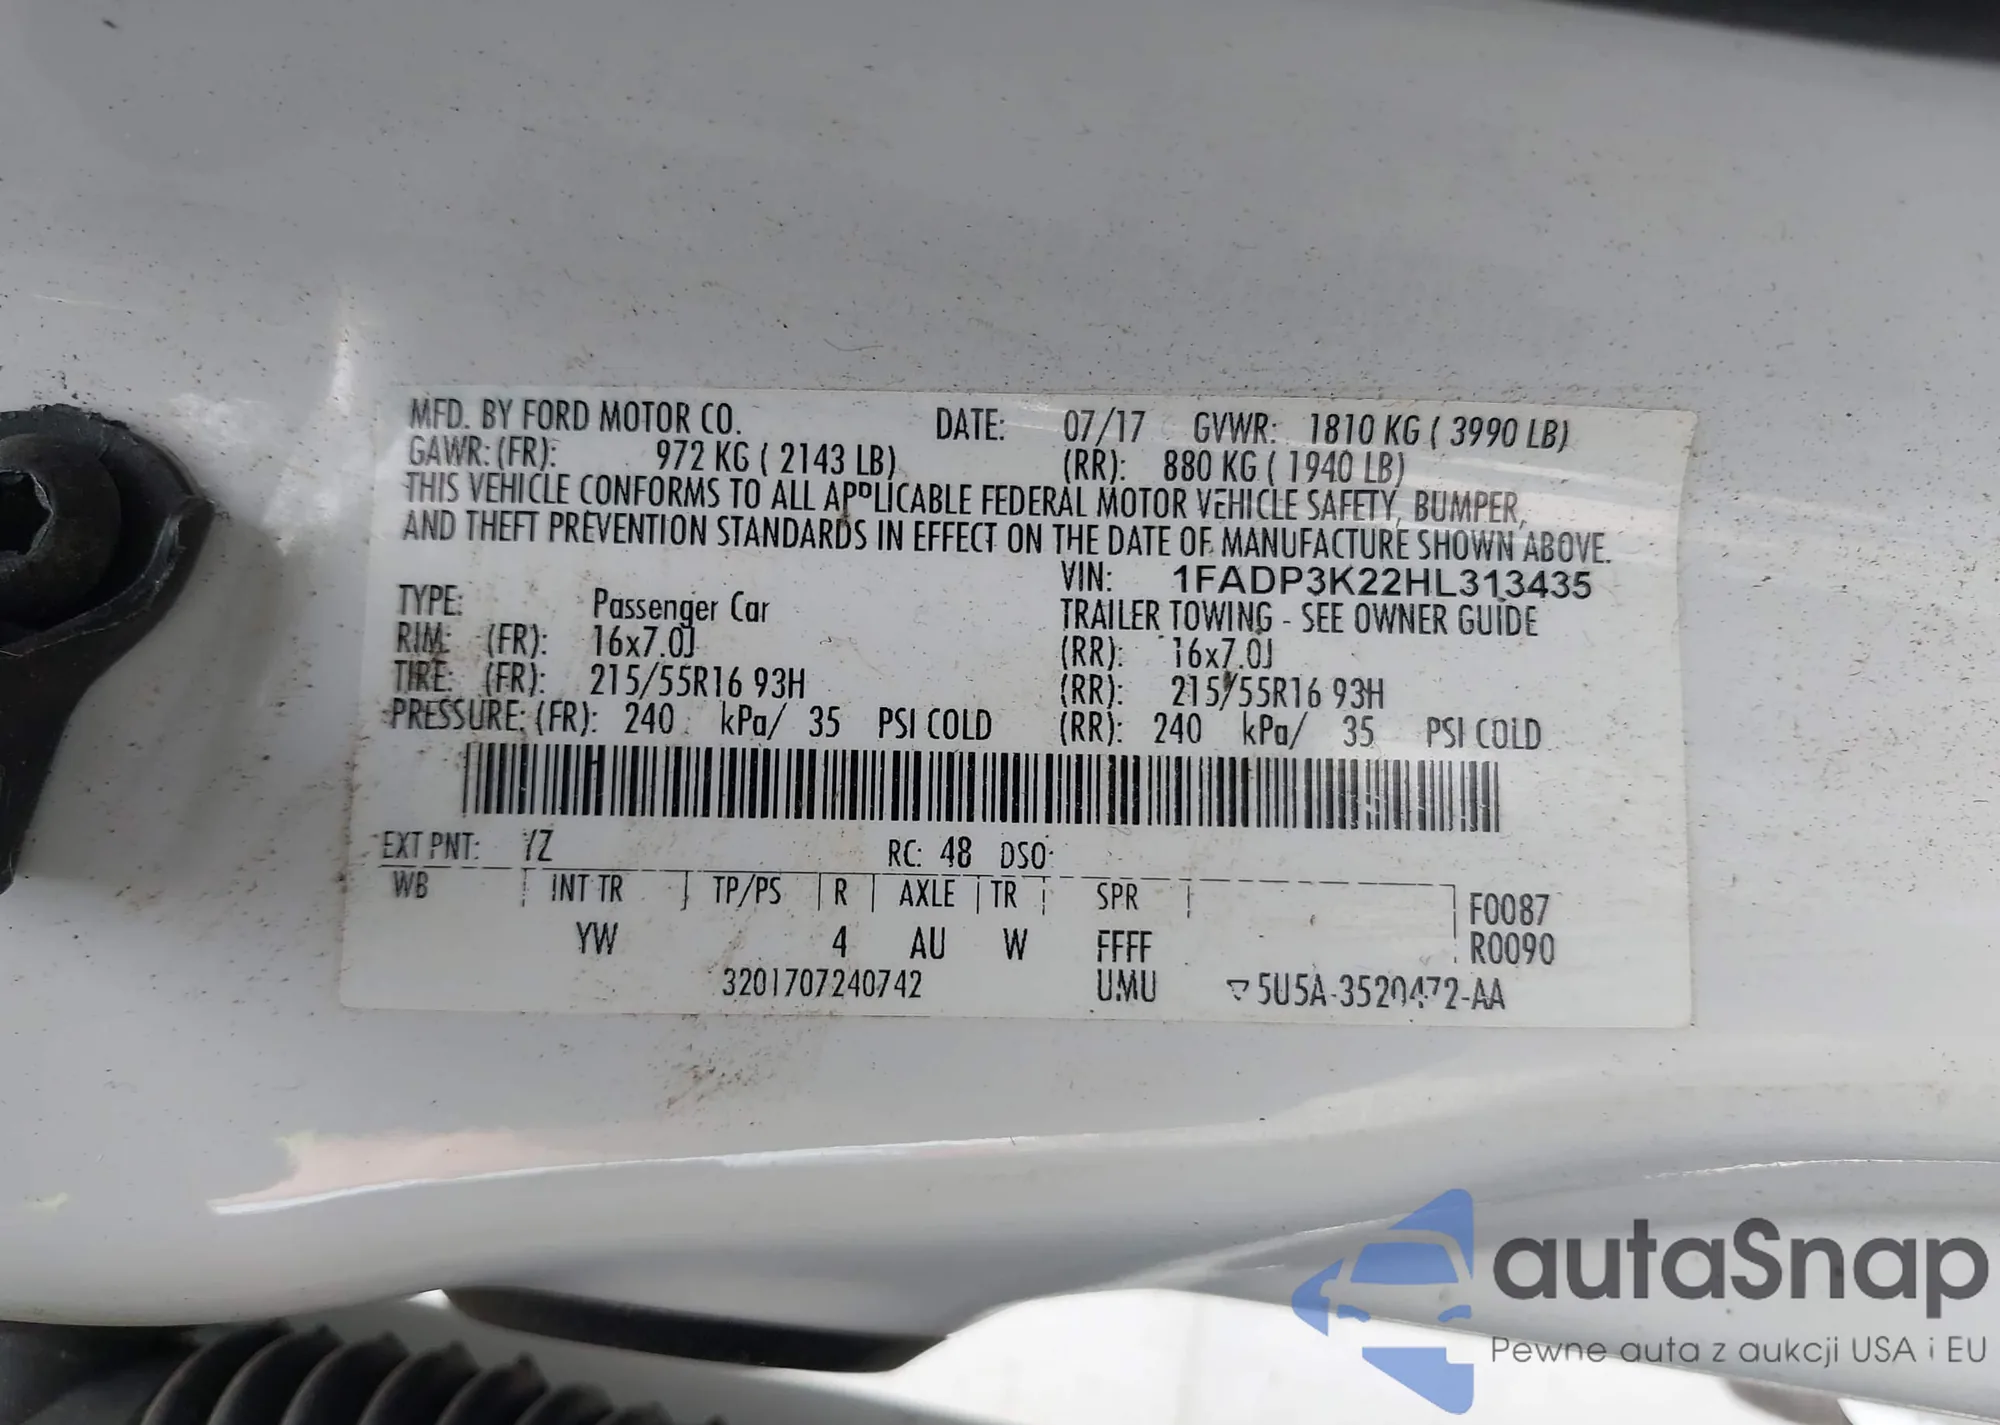 MFD. BY FORD MOTOR CO. DATE: 07/17 GVWR: 1810 KG ( 3990 LB)
GAWR: (FR): 972 KG ( 2143 LB) (RR): 880 KG ( 1940 LB)
THIS VEHICLE CONFORMS TO ALL APPLICABLE FEDERAL MOTOR VEHICLE SAFETY, BUMPER,
AND THEFT PREVENTION STANDARDS IN EFFECT ON THE DATE OF MANUFACTURE SHOWN ABOVE.
VIN: 1FADP3K22HL313435
TYPE: Passenger Car TRAILER TOWING - SEE OWNER GUIDE
RIM: (FR): 16x7.0J (RR): 16x7.0J
TIRE: (FR): 215/55R16 93H (RR): 215/55R16 93H
PRESSURE: (FR): 240 kPa/ 35 PSI COLD (RR): 240 kPa/ 35 PSI COLD
EXT PNT: YZ RC: 48 DSO:
WB INT TR TP/PS R AXLE TR SPR F0087
YW 4 AU W FFFF R0090
3201707240742 UMU ▽5U5A-3520472-AA
autaSnap
Pewne auta z aukcji USA i EU